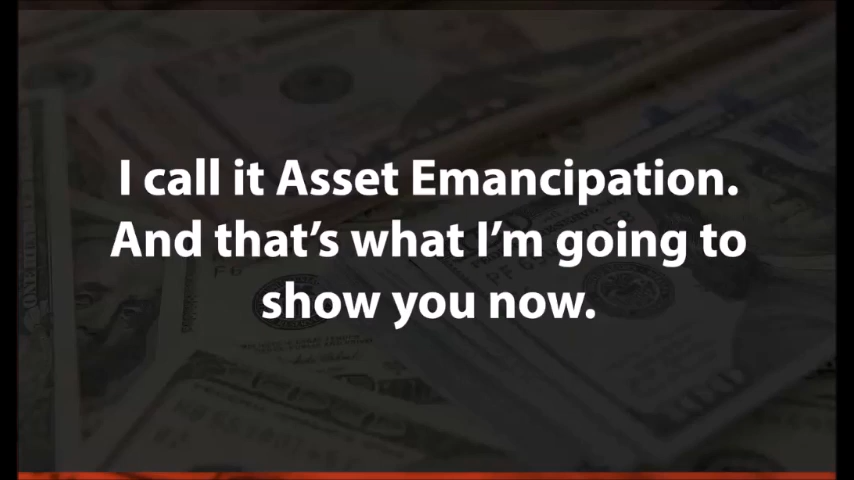 I call it Asset Emancipation.
And that's what I'm going to
show you now.